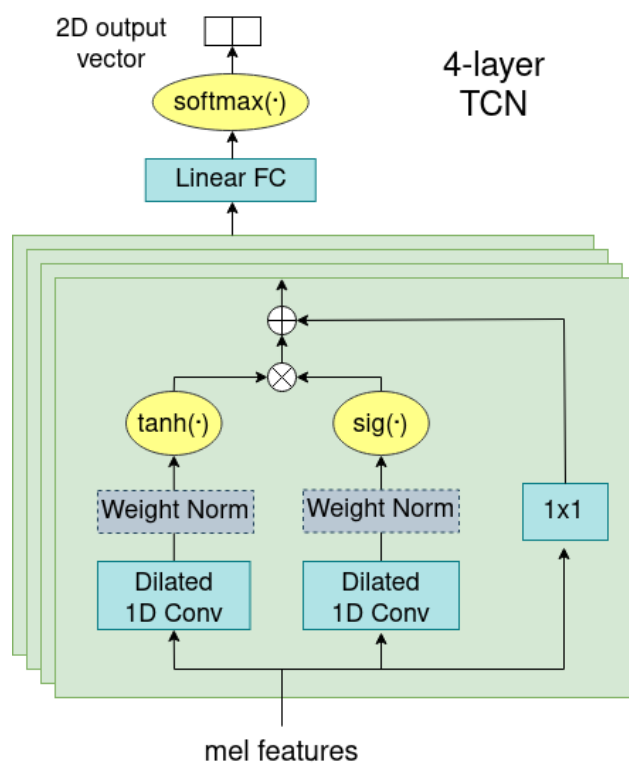 2D output
vector
4-layer
TCN
softmax(·)
Linear FC
tanh(·)
sig(·)
Weight Norm
Weight Norm
1x1
Dilated
1D Conv
Dilated
1D Conv
mel features